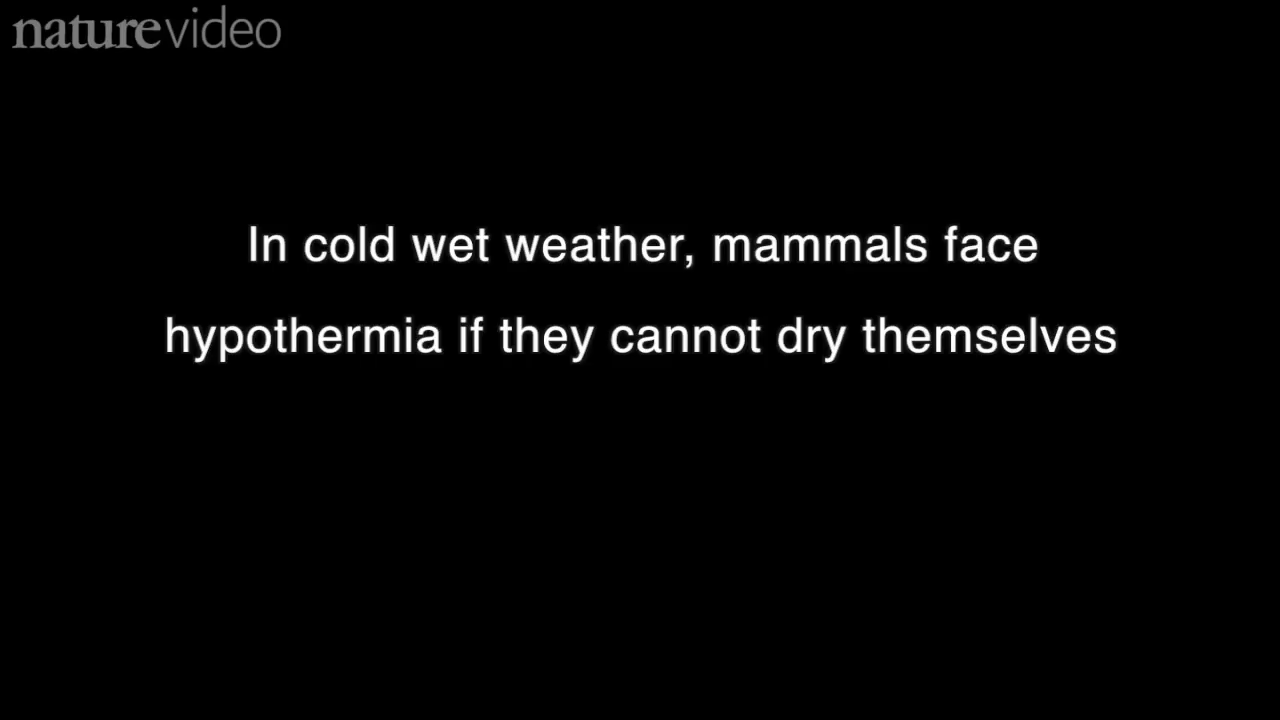 naturevideo
In cold wet weather, mammals face
hypothermia if they cannot dry themselves